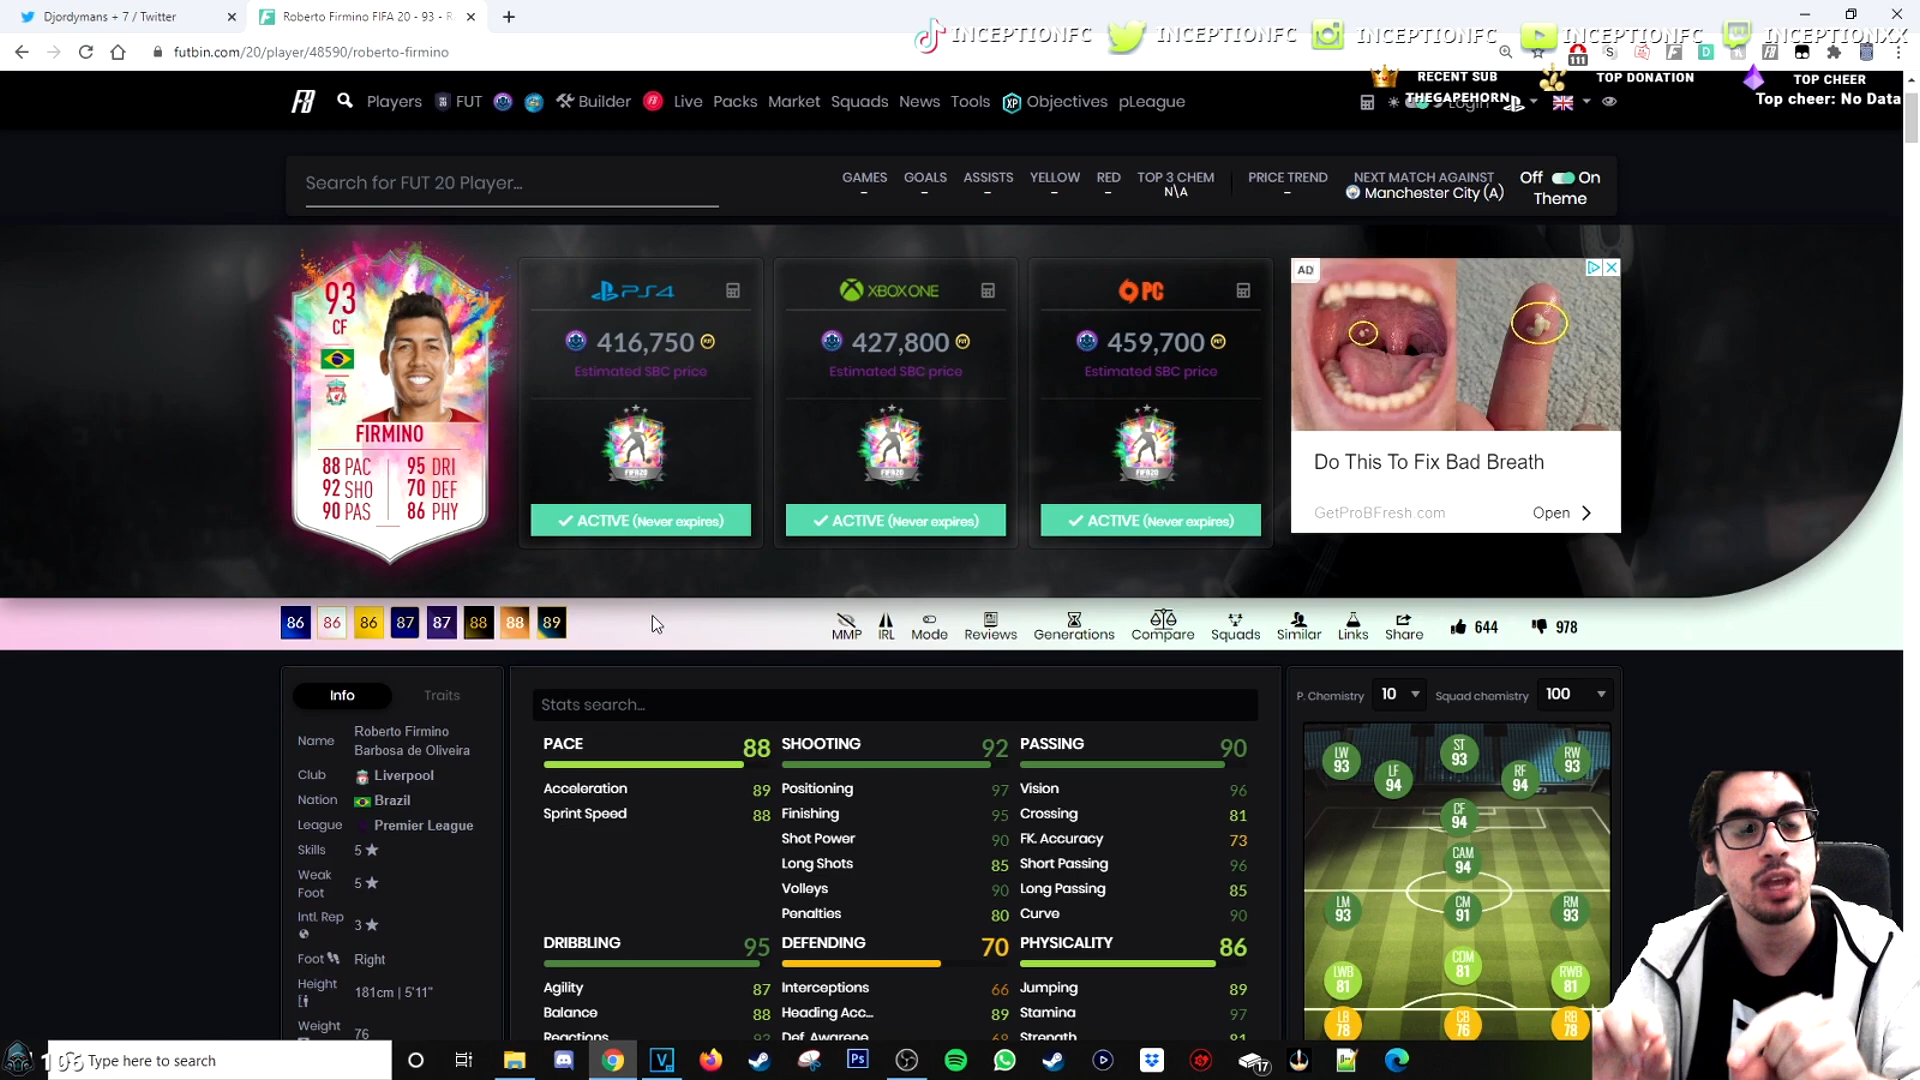 Djordymans + 7 / Twitter
Roberto Firmino FIFA 20 - 93 - R
futbin.com/20/player/48590/roberto-firmino
INCEPTIONFC INCEPTIONFC INCEPTIONFC INCEPTIONFC INCEPTIONXX
RECENT SUB
THEGAPEHORN
TOP DONATION
TOP CHEER
Top cheer: No Data
Players FUT Builder Live Packs Market Squads News Tools Objectives pLeague
Login
Search for FUT 20 Player...
GAMES GOALS ASSISTS YELLOW RED TOP 3 CHEM PRICE TREND NEXT MATCH AGAINST
- - - - - N\A - Manchester City (A)
Off On
Theme
93
CF
FIRMINO
88 PAC 95 DRI
92 SHO 70 DEF
90 PAS 86 PHY
PS4
416,750
Estimated SBC price
FIFA20
ACTIVE (Never expires)
XBOX ONE
427,800
Estimated SBC price
FIFA20
ACTIVE (Never expires)
PC
459,700
Estimated SBC price
FIFA20
ACTIVE (Never expires)
AD
Do This To Fix Bad Breath
GetProBFresh.com Open
86 86 86 87 87 88 88 89
MMP IRL Mode Reviews Generations Compare Squads Similar Links Share 644 978
Info Traits
Name Roberto Firmino Barbosa de Oliveira
Club Liverpool
Nation Brazil
League Premier League
Skills 5
Weak Foot 5
Intl. Rep 3
Foot Right
Height 181cm | 5'11"
Weight 76
Stats search...
PACE 88
Acceleration 89
Sprint Speed 88
SHOOTING 92
Positioning 97
Finishing 95
Shot Power 90
Long Shots 85
Volleys 90
Penalties 80
PASSING 90
Vision 96
Crossing 81
FK. Accuracy 73
Short Passing 96
Long Passing 85
Curve 90
DRIBBLING 95
Agility 87
Balance 88
Reactions
DEFENDING 70
Interceptions 66
Heading Acc... 89
Def. Awarene
PHYSICALITY 86
Jumping 89
Stamina 97
Strength
P. Chemistry 10 Squad chemistry 100
LW 93
ST 93
RW 93
LF 94
RF 94
CF 94
CAM 94
LM 93
CM 91
RM 93
LWB 81
CDM 81
RWB 81
LB 78
CB 76
RB 78
Type here to search
17